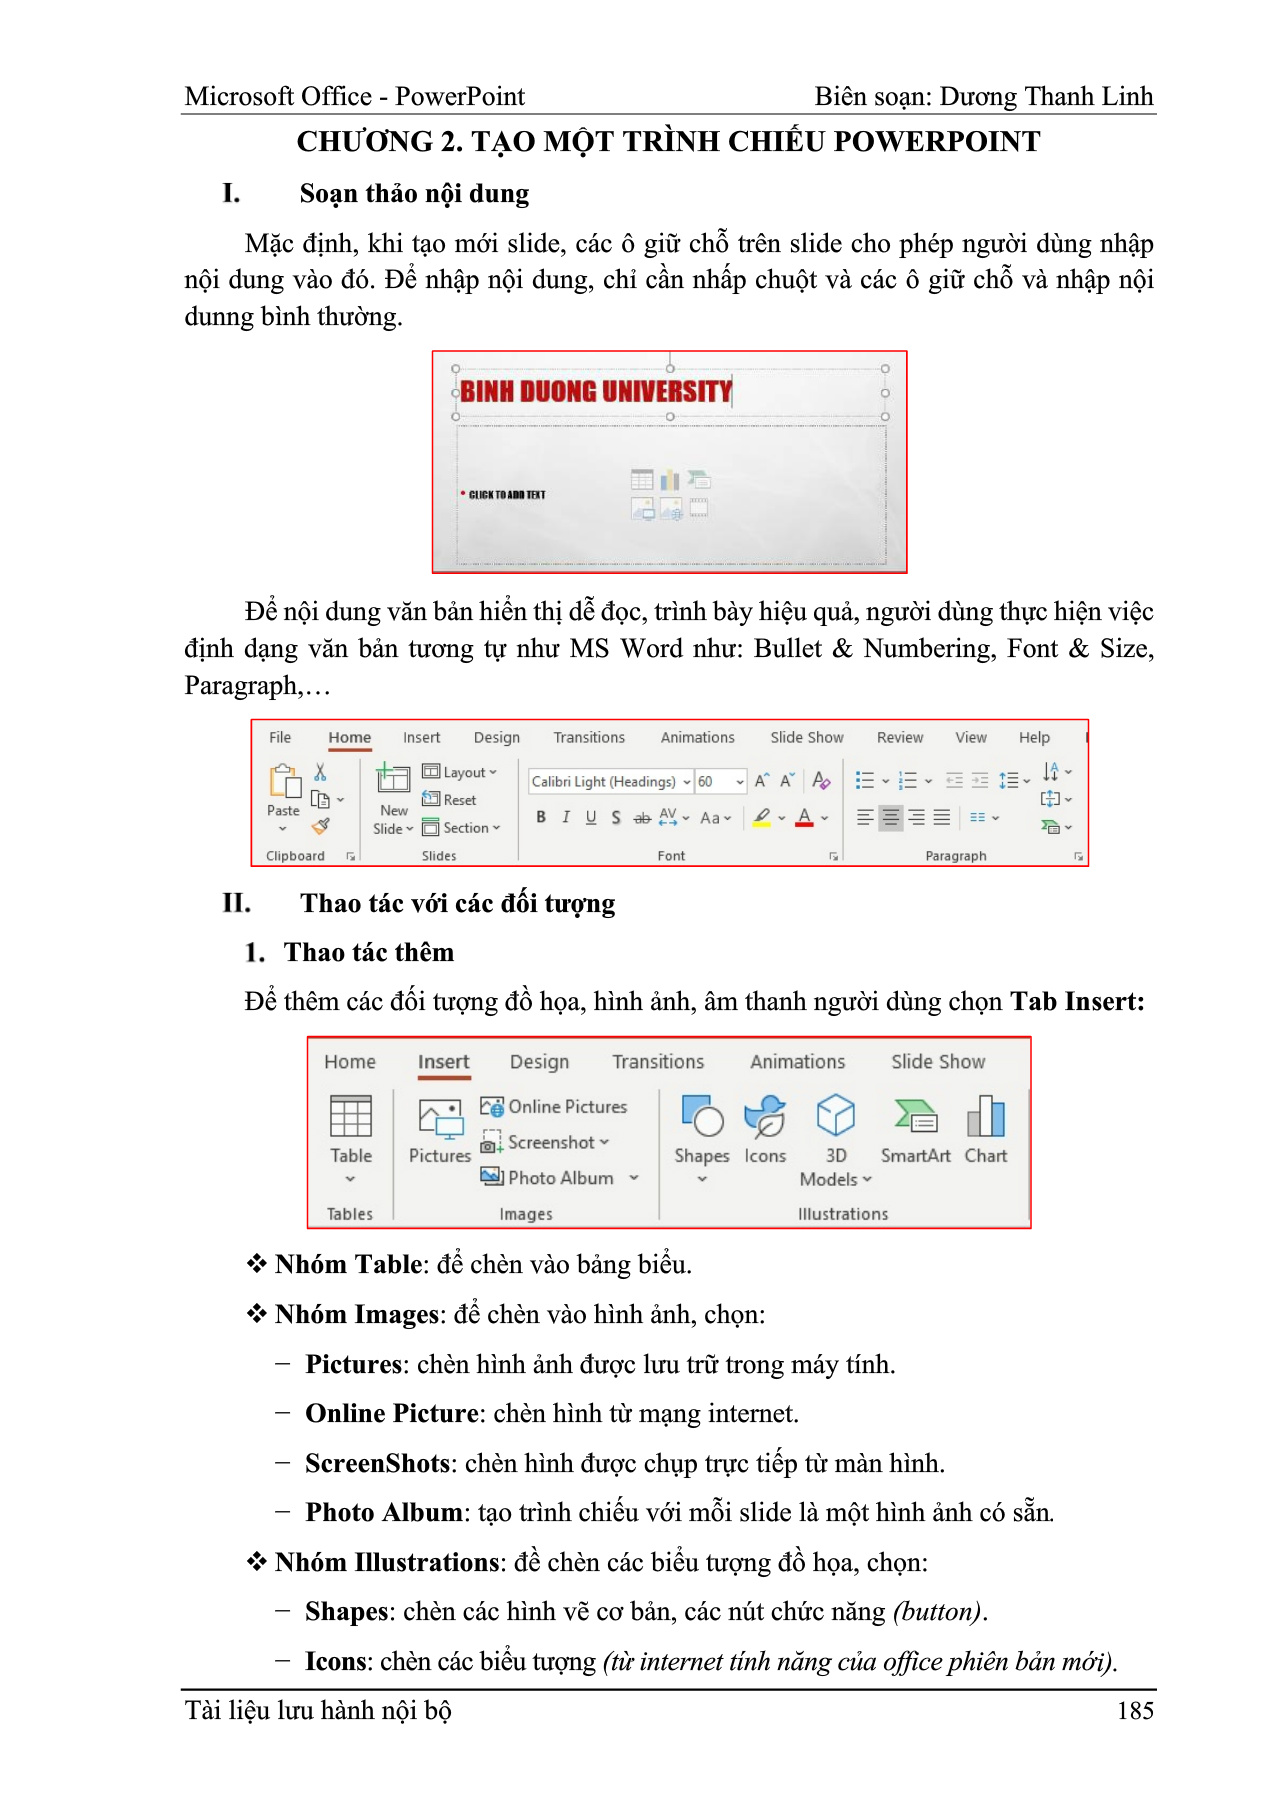 Microsoft Office - PowerPoint Biên soạn: Dương Thanh Linh
CHƯƠNG 2. TẠO MỘT TRÌNH CHIẾU POWERPOINT
I. Soạn thảo nội dung
Mặc định, khi tạo mới slide, các ô giữ chỗ trên slide cho phép người dùng nhập
nội dung vào đó. Để nhập nội dung, chỉ cần nhấp chuột và các ô giữ chỗ và nhập nội
dunng bình thường.
BINH DUONG UNIVERSITY
• CLICK TO ADD TEXT
Để nội dung văn bản hiển thị dễ đọc, trình bày hiệu quả, người dùng thực hiện việc
định dạng văn bản tương tự như MS Word như: Bullet & Numbering, Font & Size,
Paragraph,…
File Home Insert Design Transitions Animations Slide Show Review View Help
Paste
New Slide
Layout
Reset
Section
Calibri Light (Headings) 60 A A A
B I U S ab AV Aa A
Clipboard Slides Font Paragraph
II. Thao tác với các đối tượng
1. Thao tác thêm
Để thêm các đối tượng đồ họa, hình ảnh, âm thanh người dùng chọn Tab Insert:
Home Insert Design Transitions Animations Slide Show
Online Pictures
Screenshot
Photo Album
Table Pictures Shapes Icons 3D Models SmartArt Chart
Tables Images Illustrations
❖ Nhóm Table: để chèn vào bảng biểu.
❖ Nhóm Images: để chèn vào hình ảnh, chọn:
− Pictures: chèn hình ảnh được lưu trữ trong máy tính.
− Online Picture: chèn hình từ mạng internet.
− ScreenShots: chèn hình được chụp trực tiếp từ màn hình.
− Photo Album: tạo trình chiếu với mỗi slide là một hình ảnh có sẵn.
❖ Nhóm Illustrations: đề chèn các biểu tượng đồ họa, chọn:
− Shapes: chèn các hình vẽ cơ bản, các nút chức năng (button).
− Icons: chèn các biểu tượng (từ internet tính năng của office phiên bản mới).
Tài liệu lưu hành nội bộ 185